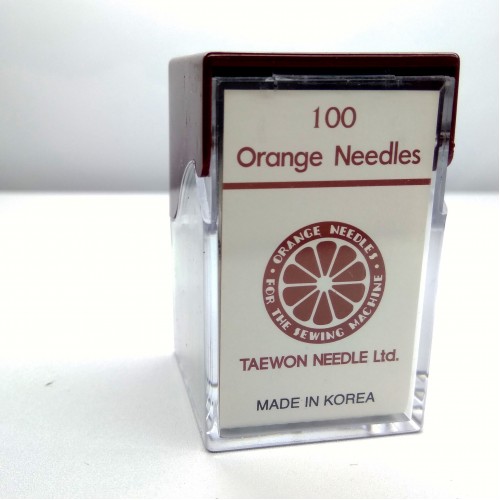 100
Orange Needles
• ORANGE NEEDLES •
FOR THE SEWING MACHINE
TAEWON NEEDLE Ltd.
MADE IN KOREA